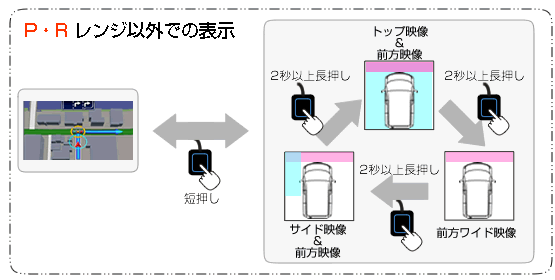 P・R レンジ以外での表示
トップ映像
&
前方映像
2秒以上長押し
2秒以上長押し
短押し
2秒以上長押し
サイド映像
&
前方映像
前方ワイド映像